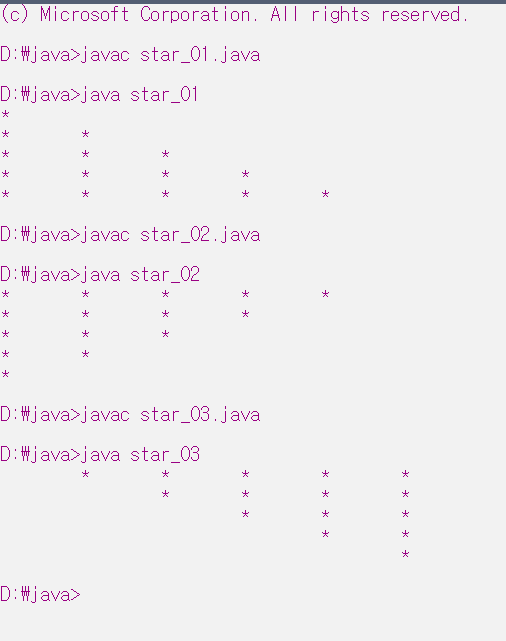 (c) Microsoft Corporation. All rights reserved.
D:₩java>javac star_01.java
D:₩java>java star_01
*
*       *
*       *       *
*       *       *       *
*       *       *       *       *
D:₩java>javac star_02.java
D:₩java>java star_02
*       *       *       *       *
*       *       *       *
*       *       *
*       *
*
D:₩java>javac star_03.java
D:₩java>java star_03
        *       *       *       *       *
                *       *       *       *
                        *       *       *
                                *       *
                                        *
D:₩java>